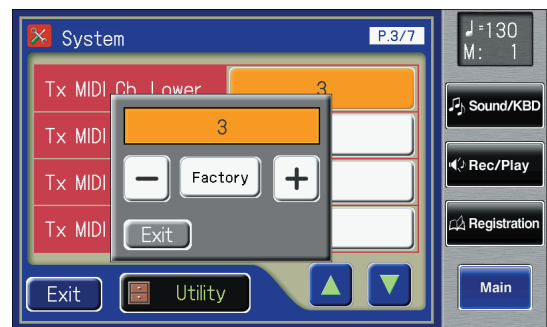 System P.3/7
♩=130
M: 1
Tx MIDI Ch Lower 3
3
Tx MIDI
− Factory +
Tx MIDI
Tx MIDI
Exit
Sound/KBD
Rec/Play
Registration
Exit Utility Main